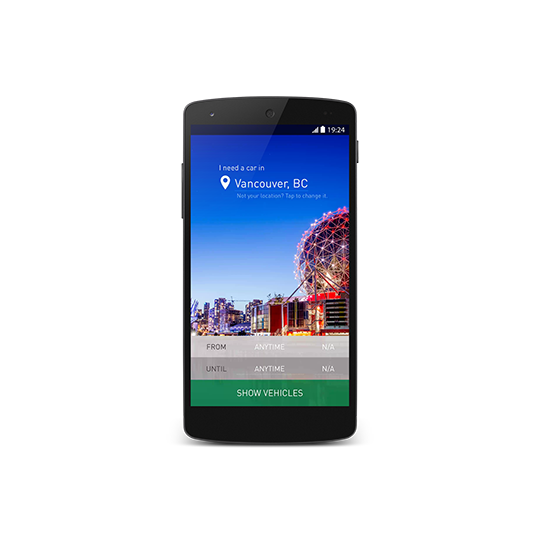 19:24
I need a car in
Vancouver, BC
Not your location? Tap to change it.
FROM ANYTIME N/A
UNTIL ANYTIME N/A
SHOW VEHICLES